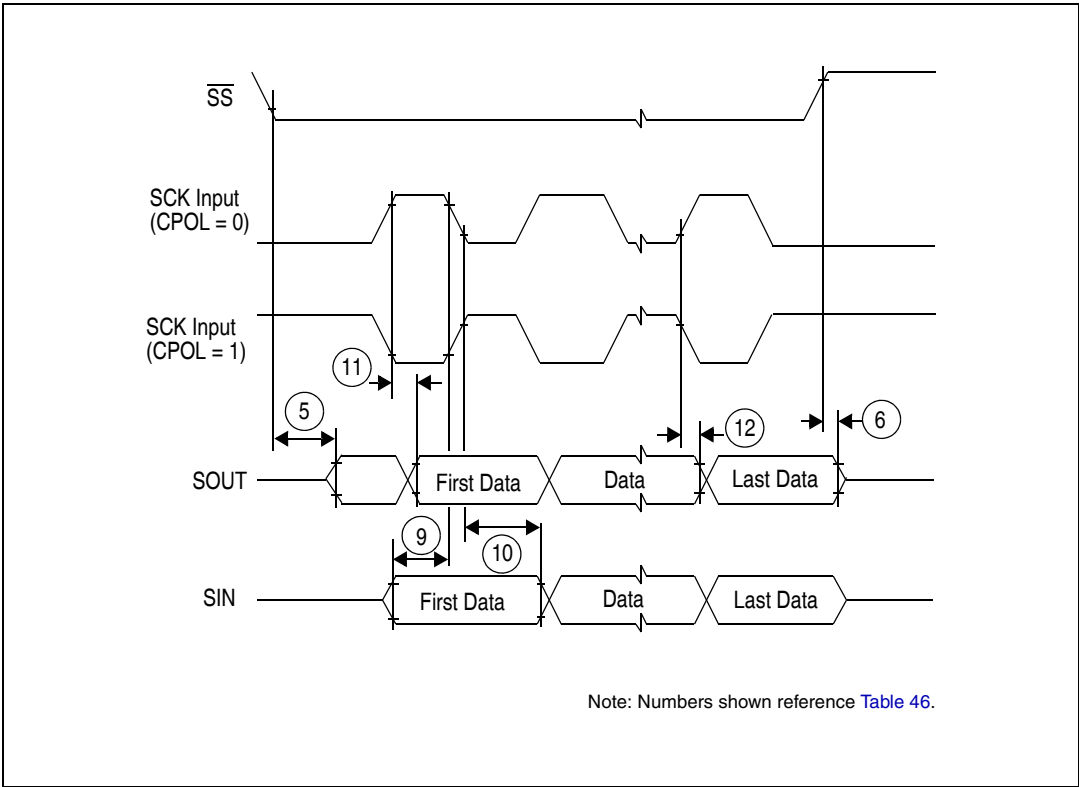 SS
SCK Input
(CPOL = 0)
SCK Input
(CPOL = 1)
11
5
12
6
SOUT
First Data
Data
Last Data
9
10
SIN
First Data
Data
Last Data
Note: Numbers shown reference Table 46.